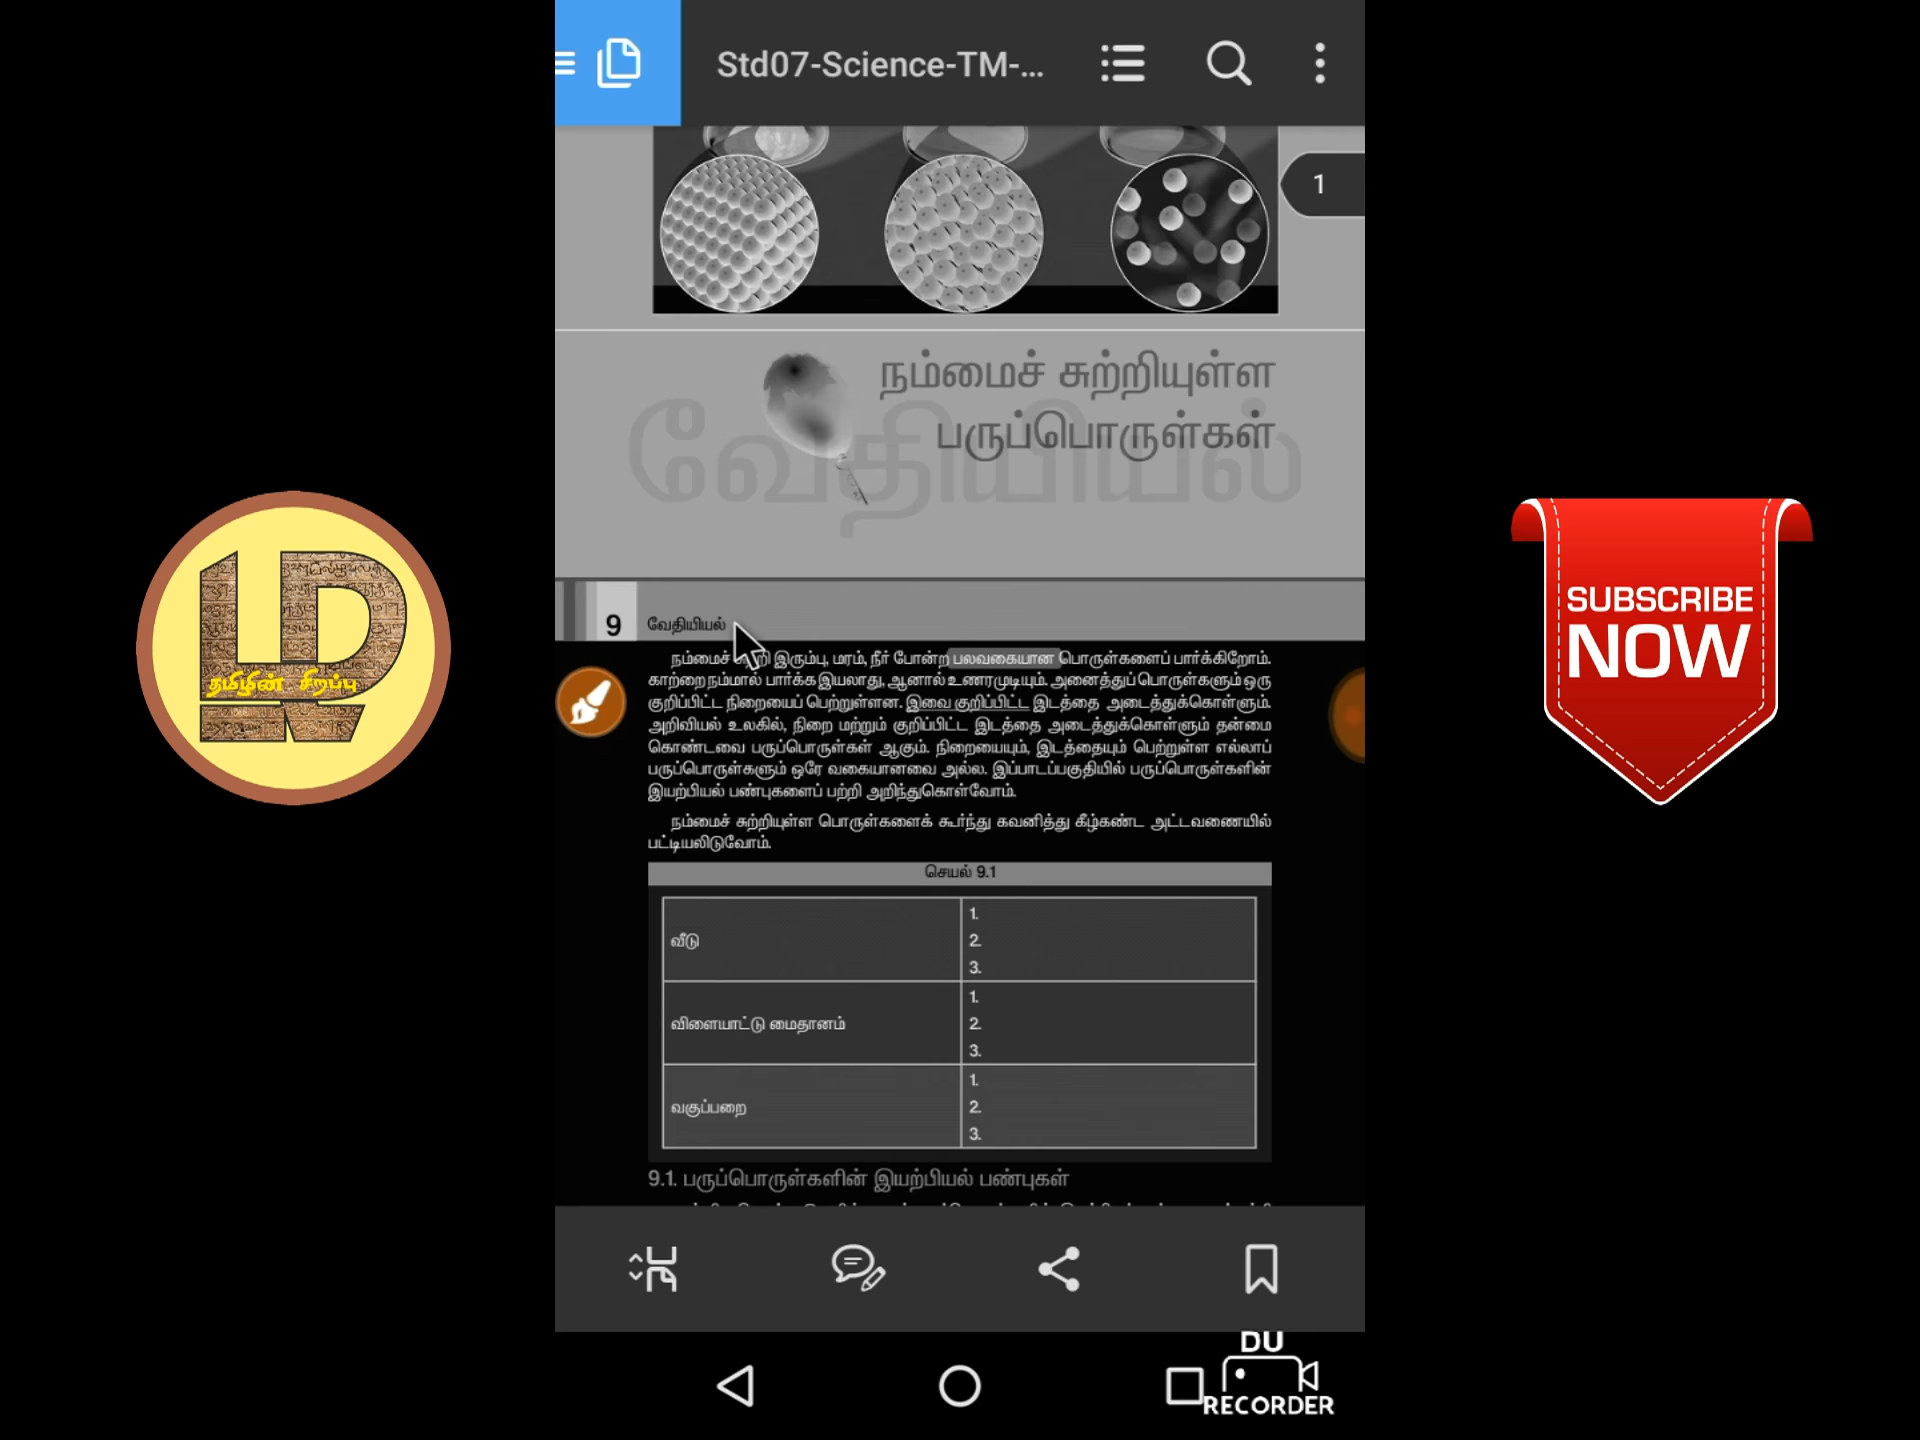 Std07-Science-TM-...
1
நம்மைச் சுற்றியுள்ள
பருப்பொருள்கள்
வேதியியல்
9 வேதியியல்
நம்மைச் இரும்பு, மரம், நீர் போன்ற பலவகையான பொருள்களைப் பார்க்கிறோம்.
காற்றை நம்மால் பார்க்க இயலாது, ஆனால் உணரமுடியும். அனைத்துப் பொருள்களும் ஒரு
குறிப்பிட்ட நிறையைப் பெற்றுள்ளன. இவை குறிப்பிட்ட இடத்தை அடைத்துக்கொள்ளும்.
அறிவியல் உலகில், நிறை மற்றும் குறிப்பிட்ட இடத்தை அடைத்துக்கொள்ளும் தன்மை
கொண்டவை பருப்பொருள்கள் ஆகும். நிறையையும், இடத்தையும் பெற்றுள்ள எல்லாப்
பருப்பொருள்களும் ஒரே வகையானவை அல்ல. இப்பாடப்பகுதியில் பருப்பொருள்களின்
இயற்பியல் பண்புகளைப் பற்றி அறிந்துகொள்வோம்.
நம்மைச் சுற்றியுள்ள பொருள்களைக் கூர்ந்து கவனித்து கீழ்கண்ட அட்டவணையில்
பட்டியலிடுவோம்.
செயல் 9.1
வீடு
1.
2.
3.
விளையாட்டு மைதானம்
1.
2.
3.
வகுப்பறை
1.
2.
3.
9.1. பருப்பொருள்களின் இயற்பியல் பண்புகள்
தமிழின் சிறப்பு
SUBSCRIBE
NOW
DU
RECORDER